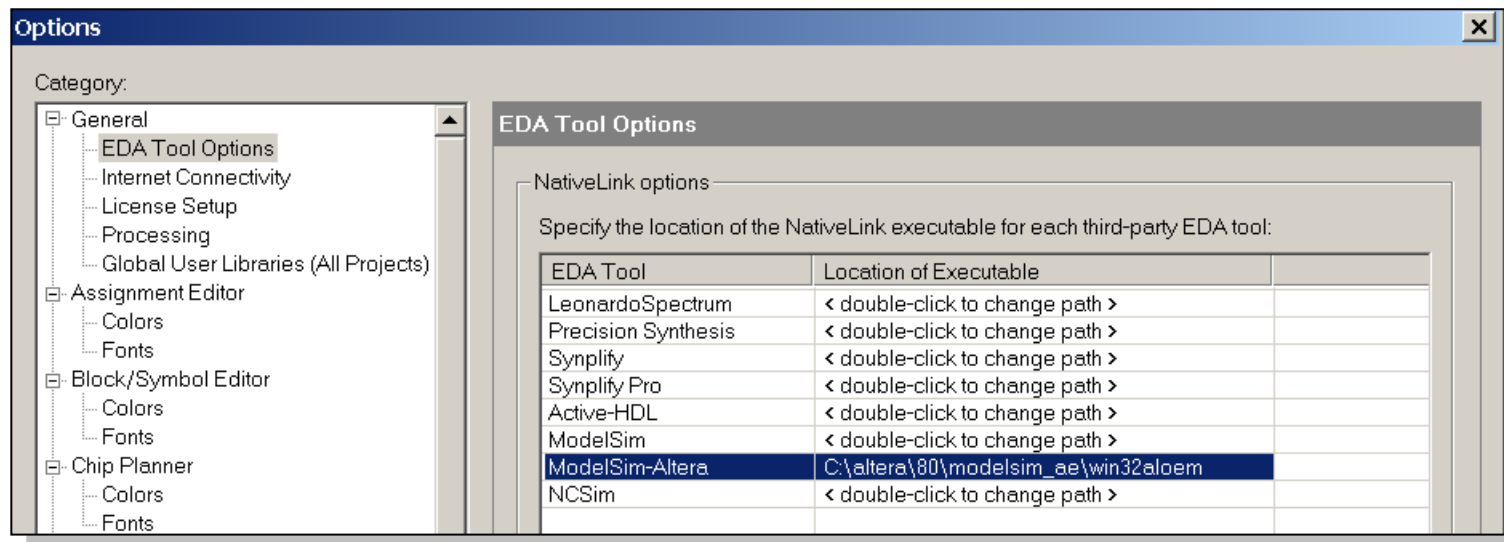 Options
Category:
General
EDA Tool Options
Internet Connectivity
License Setup
Processing
Global User Libraries (All Projects)
Assignment Editor
Colors
Fonts
Block/Symbol Editor
Colors
Fonts
Chip Planner
Colors
Fonts
EDA Tool Options
NativeLink options
Specify the location of the NativeLink executable for each third-party EDA tool:
EDA Tool Location of Executable
LeonardoSpectrum < double-click to change path >
Precision Synthesis < double-click to change path >
Synplify < double-click to change path >
Synplify Pro < double-click to change path >
Active-HDL < double-click to change path >
ModelSim < double-click to change path >
ModelSim-Altera C:\altera\80\modelsim_ae\win32aloem
NCSim < double-click to change path >